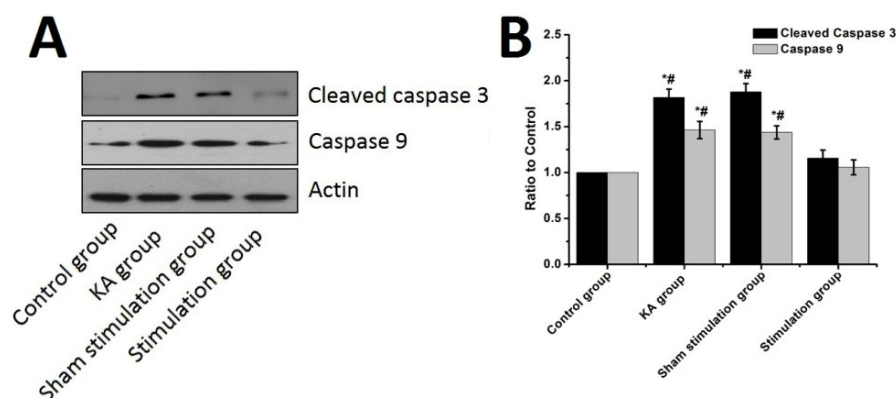 A
Cleaved caspase 3
Caspase 9
Actin
Control group
KA group
Sham stimulation group
Stimulation group
B
Cleaved Caspase 3
Caspase 9
Ratio to Control
2.5
2.0
1.5
1.0
0.5
0.0
*#
*#
*#
*#
Control group
KA group
Sham stimulation group
Stimulation group